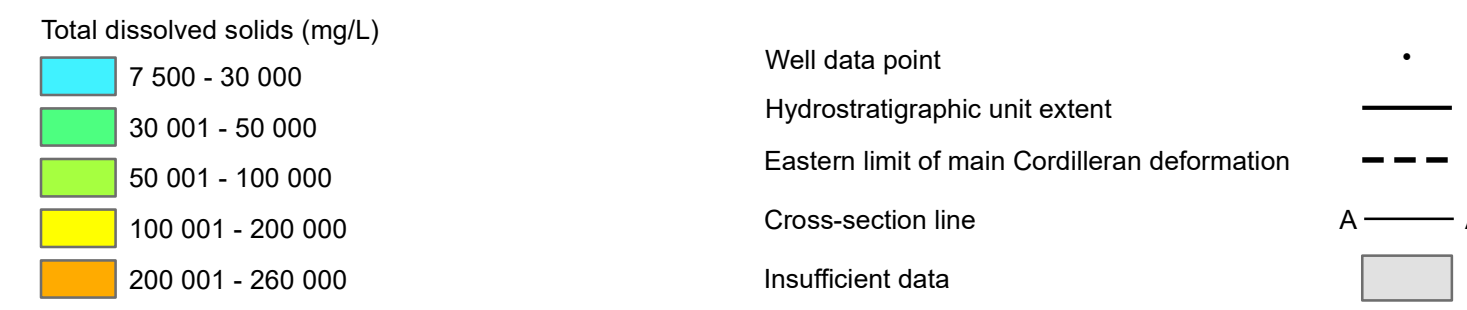 Total dissolved solids (mg/L)
7 500 - 30 000
30 001 - 50 000
50 001 - 100 000
100 001 - 200 000
200 001 - 260 000
Well data point
Hydrostratigraphic unit extent
Eastern limit of main Cordilleran deformation
Cross-section line
A
Insufficient data